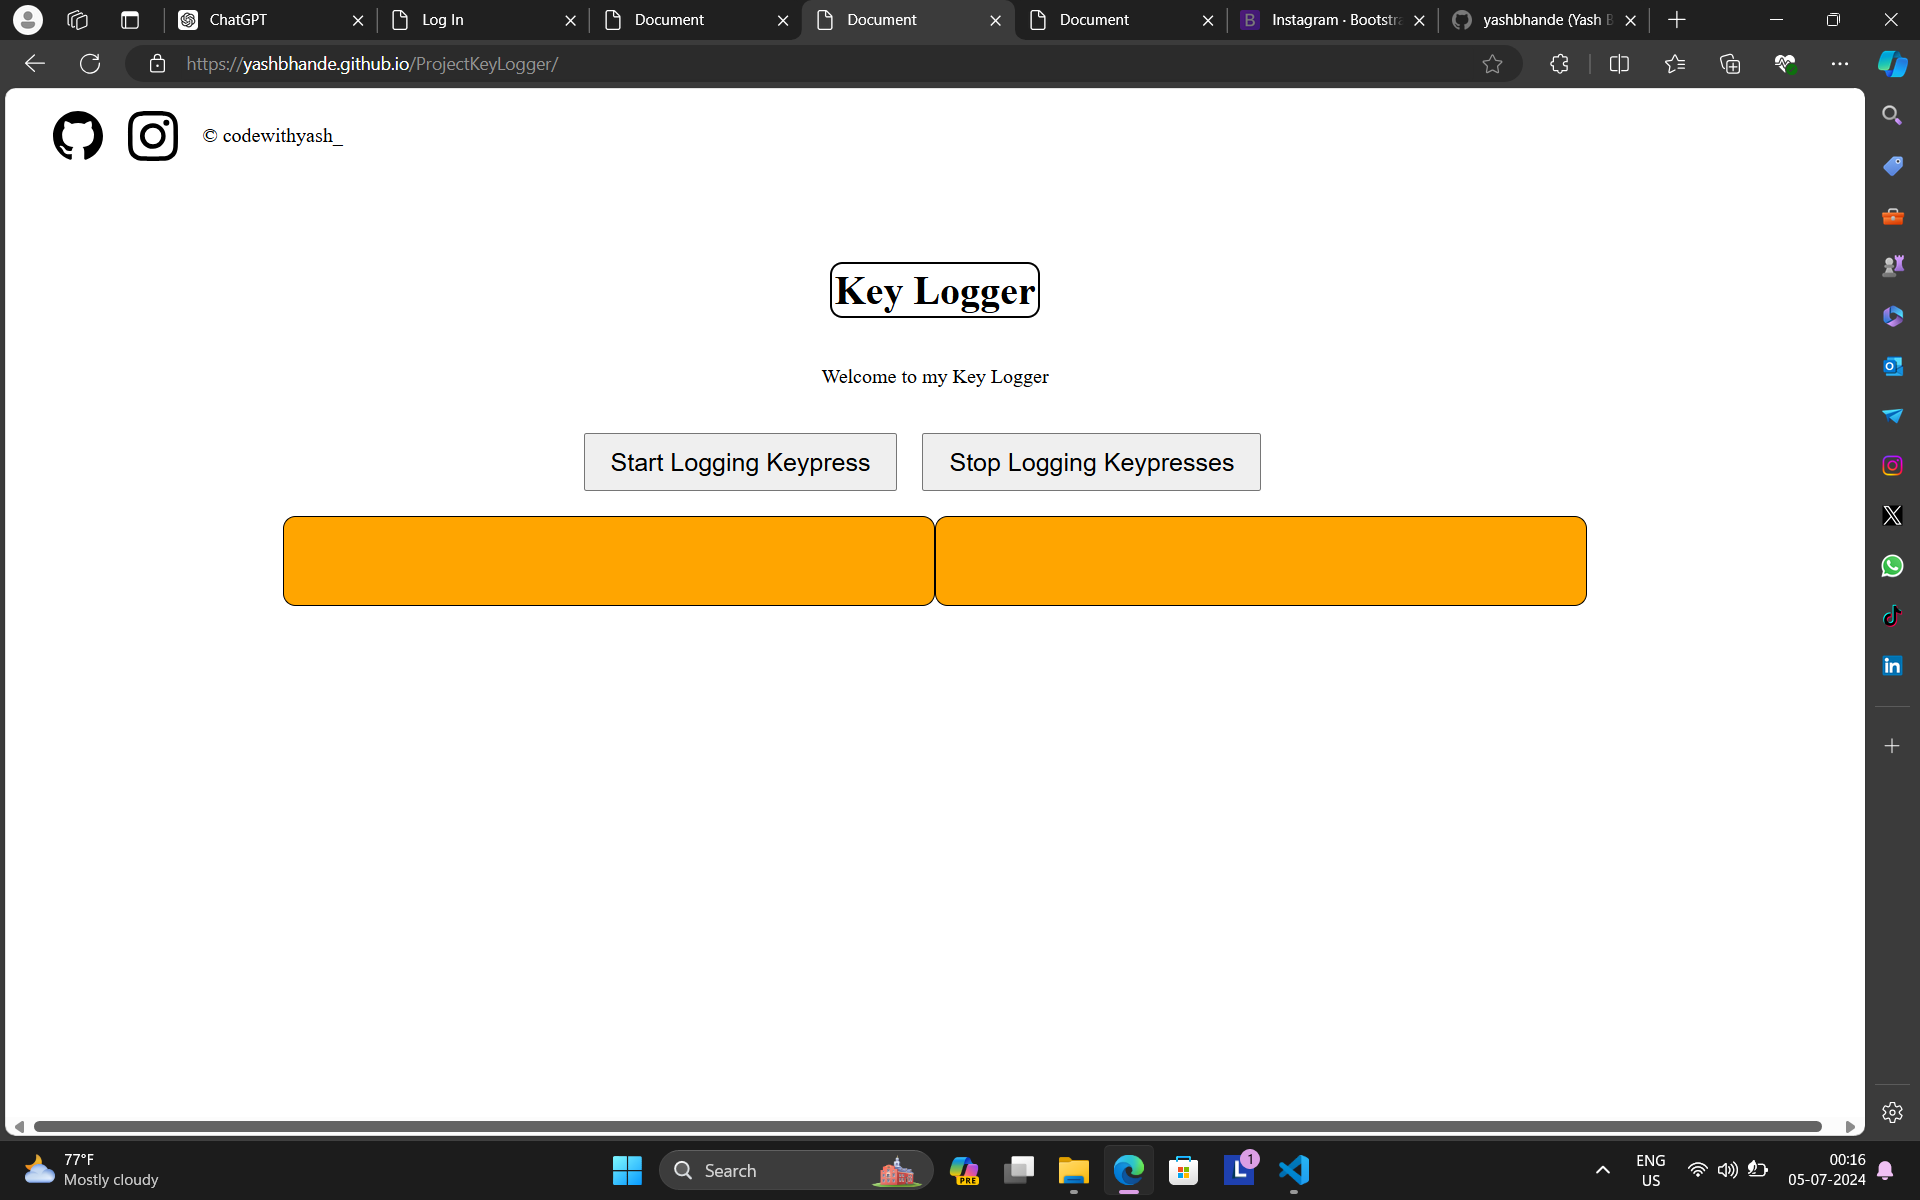 ChatGPT
Log In
Document
Document
Document
Instagram · Bootstra
yashbhande (Yash B
https://yashbhande.github.io/ProjectKeyLogger/
© codewithyash_
Key Logger
Welcome to my Key Logger
Start Logging Keypress
Stop Logging Keypresses
77°F
Mostly cloudy
Search
PRE
L
1
ENG
US
00:16
05-07-2024